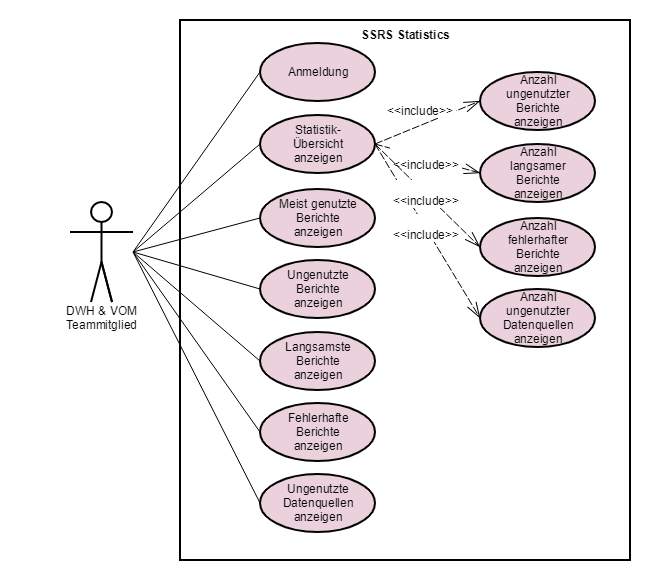 SSRS Statistics
Anmeldung
Statistik-
Übersicht
anzeigen
Meist genutzte
Berichte
anzeigen
Ungenutzte
Berichte
anzeigen
Langsamste
Berichte
anzeigen
Fehlerhafte
Berichte
anzeigen
Ungenutzte
Datenquellen
anzeigen
DWH & VOM
Teammitglied
<<include>>
<<include>>
<<include>>
<<include>>
Anzahl
ungenutzter
Berichte
anzeigen
Anzahl
langsamer
Berichte
anzeigen
Anzahl
fehlerhafter
Berichte
anzeigen
Anzahl
ungenutzter
Datenquellen
anzeigen